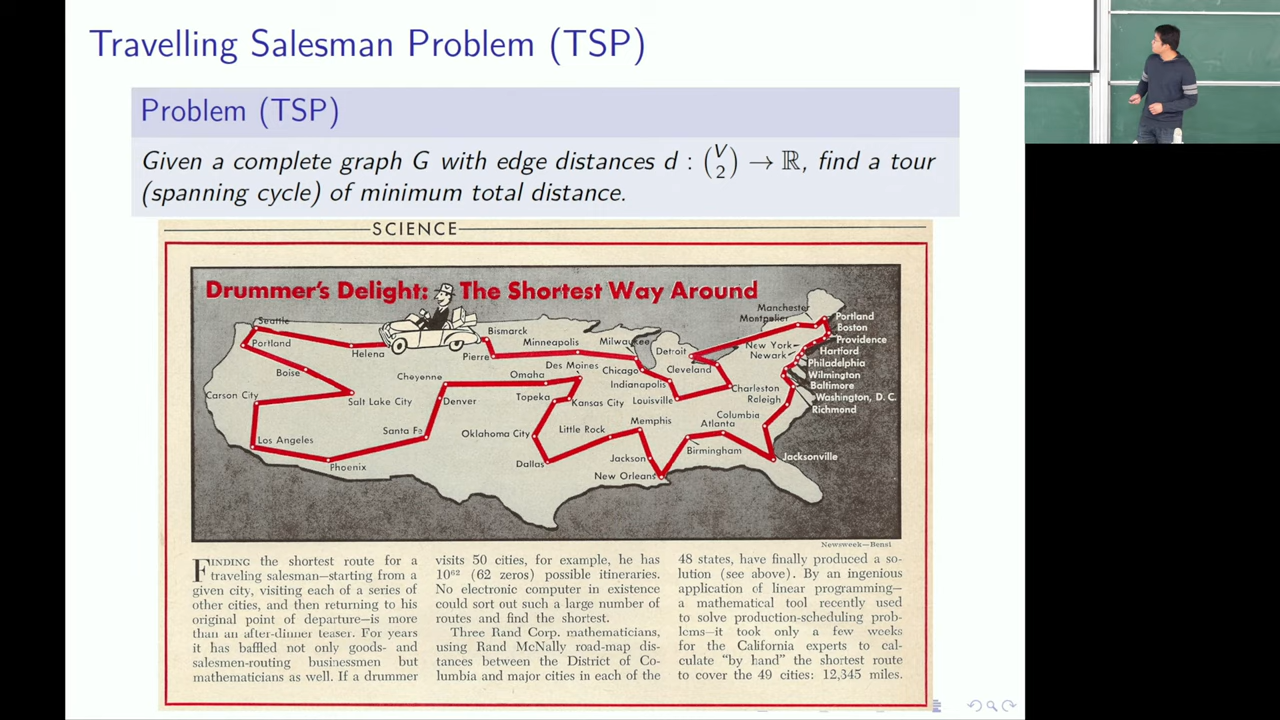 Travelling Salesman Problem (TSP)
Problem (TSP)
Given a complete graph G with edge distances d : (V 2) → ℝ, find a tour
(spanning cycle) of minimum total distance.
SCIENCE
Drummer's Delight: The Shortest Way Around
Seattle
Portland
Helena
Boise
Carson City
Salt Lake City
Los Angeles
Phoenix
Santa Fe
Denver
Cheyenne
Bismarck
Pierre
Minneapolis
Milwaukee
Des Moines
Omaha
Chicago
Topeka
Kansas City
Indianapolis
Louisville
Detroit
Cleveland
Charleston
Oklahoma City
Little Rock
Dallas
Memphis
Jackson
New Orleans
Birmingham
Atlanta
Columbia
Jacksonville
Raleigh
Manchester
Montpelier
New York
Newark
Portland
Boston
Providence
Hartford
Philadelphia
Wilmington
Baltimore
Washington, D. C.
Richmond
Newsweek—Bensi
FINDING the shortest route for a
traveling salesman—starting from a
given city, visiting each of a series of
other cities, and then returning to his
original point of departure—is more
than an after-dinner teaser. For years
it has baffled not only goods- and
salesmen-routing businessmen but
mathematicians as well. If a drummer
visits 50 cities, for example, he has
10⁶² (62 zeros) possible itineraries.
No electronic computer in existence
could sort out such a large number of
routes and find the shortest.
Three Rand Corp. mathematicians,
using Rand McNally road-map dis-
tances between the District of Co-
lumbia and major cities in each of the
48 states, have finally produced a so-
lution (see above). By an ingenious
application of linear programming—
a mathematical tool recently used
to solve production-scheduling prob-
lems—it took only a few weeks
for the California experts to cal-
culate "by hand" the shortest route
to cover the 49 cities: 12,345 miles.